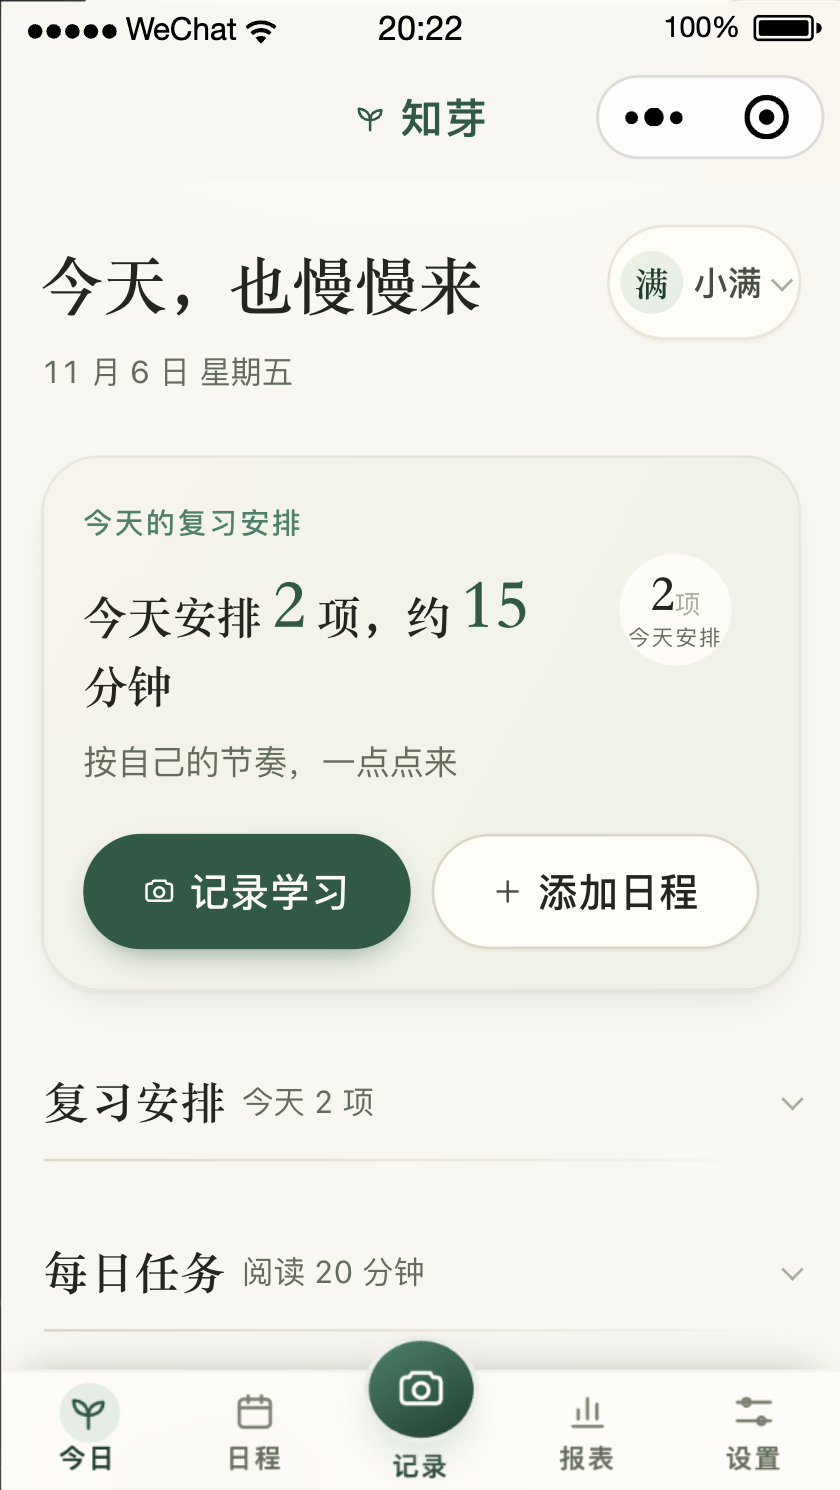 WeChat 20:22 100%
知芽
今天，也慢慢来
满 小满
11 月 6 日 星期五
今天的复习安排
今天安排 2 项，约 15
分钟
2项
今天安排
按自己的节奏，一点点来
记录学习
+ 添加日程
复习安排 今天 2 项
每日任务 阅读 20 分钟
今日 日程 记录 报表 设置